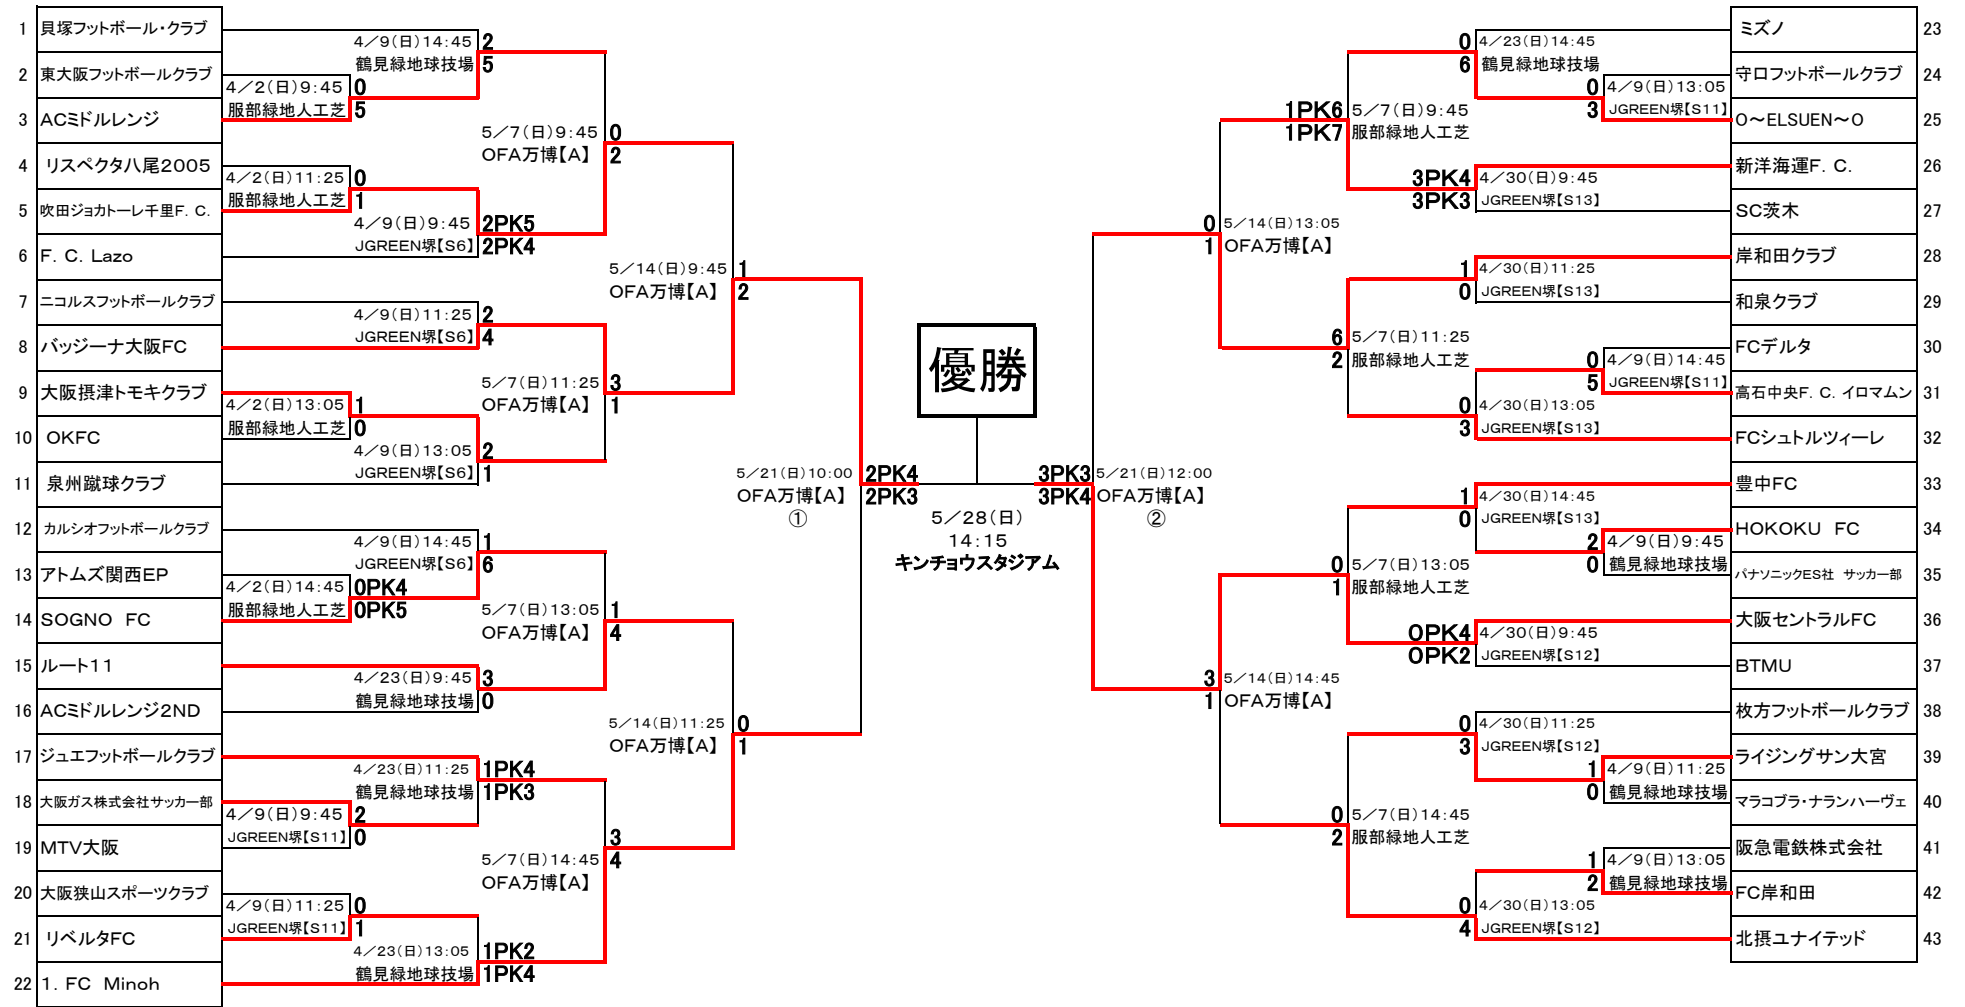 1 貝塚フットボール・クラブ
2 東大阪フットボールクラブ
3 ACミドルレンジ
4 リスペクタ八尾2005
5 吹田ジョカトーレ千里F. C.
6 F. C. Lazo
7 ニコルスフットボールクラブ
8 バッジーナ大阪FC
9 大阪摂津トモキクラブ
10 OKFC
11 泉州蹴球クラブ
12 カルシオフットボールクラブ
13 アトムズ関西EP
14 SOGNO FC
15 ルート11
16 ACミドルレンジ2ND
17 ジュエフットボールクラブ
18 大阪ガス株式会社サッカー部
19 MTV大阪
20 大阪狭山スポーツクラブ
21 リベルタFC
22 1. FC Minoh
4/2(日)9:45 0
服部緑地人工芝 5
4/2(日)11:25 0
服部緑地人工芝 1
4/2(日)13:05 1
服部緑地人工芝 0
4/2(日)14:45 0PK4
服部緑地人工芝 0PK5
4/9(日)9:45 2
JGREEN堺【S11】 0
4/9(日)11:25 0
JGREEN堺【S11】 1
4/9(日)14:45 2
鶴見緑地球技場 5
4/9(日)9:45 2PK5
JGREEN堺【S6】 2PK4
4/9(日)11:25 2
JGREEN堺【S6】 4
4/9(日)13:05 2
JGREEN堺【S6】 1
4/9(日)14:45 1
JGREEN堺【S6】 6
4/23(日)9:45 3
鶴見緑地球技場 0
4/23(日)11:25 1PK4
鶴見緑地球技場 1PK3
4/23(日)13:05 1PK2
鶴見緑地球技場 1PK4
5/7(日)9:45 0
OFA万博【A】 2
5/7(日)11:25 3
OFA万博【A】 1
5/7(日)13:05 1
OFA万博【A】 4
5/7(日)14:45 3
OFA万博【A】 4
5/14(日)9:45 1
OFA万博【A】 2
5/14(日)11:25 0
OFA万博【A】 1
5/21(日)10:00 2PK4
OFA万博【A】 2PK3
①
優勝
5/28(日)
14:15
キンチョウスタジアム
3PK3 5/21(日)12:00
3PK4 OFA万博【A】
②
0 5/14(日)13:05
1 OFA万博【A】
3 5/14(日)14:45
1 OFA万博【A】
1PK6 5/7(日)9:45
1PK7 服部緑地人工芝
6 5/7(日)11:25
2 服部緑地人工芝
0 5/7(日)13:05
1 服部緑地人工芝
0 5/7(日)14:45
2 服部緑地人工芝
0 4/23(日)14:45
6 鶴見緑地球技場
3PK4 4/30(日)9:45
3PK3 JGREEN堺【S13】
1 4/30(日)11:25
0 JGREEN堺【S13】
0 4/30(日)13:05
3 JGREEN堺【S13】
1 4/30(日)14:45
0 JGREEN堺【S13】
0PK4 4/30(日)9:45
0PK2 JGREEN堺【S12】
0 4/30(日)11:25
3 JGREEN堺【S12】
0 4/30(日)13:05
4 JGREEN堺【S12】
0 4/9(日)13:05
3 JGREEN堺【S11】
0 4/9(日)14:45
5 JGREEN堺【S11】
2 4/9(日)9:45
0 鶴見緑地球技場
1 4/9(日)11:25
0 鶴見緑地球技場
1 4/9(日)13:05
2 鶴見緑地球技場
ミズノ 23
守口フットボールクラブ 24
O～ELSUEN～O 25
新洋海運F. C. 26
SC茨木 27
岸和田クラブ 28
和泉クラブ 29
FCデルタ 30
高石中央F. C. イロマムン 31
FCシュトルツィーレ 32
豊中FC 33
HOKOKU FC 34
パナソニックES社 サッカー部 35
大阪セントラルFC 36
BTMU 37
枚方フットボールクラブ 38
ライジングサン大宮 39
マラコブラ・ナランハーヴェ 40
阪急電鉄株式会社 41
FC岸和田 42
北摂ユナイテッド 43